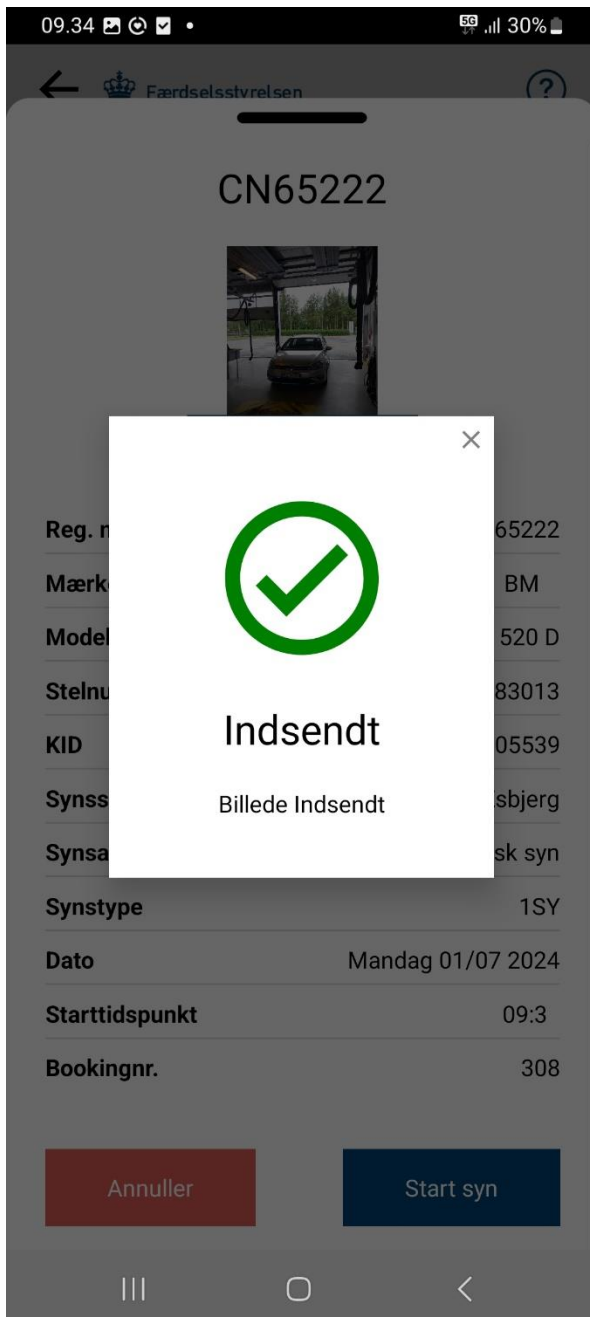 09.34
5G 30%
Færdselsstyrelsen
?
CN65222
Reg. n 65222
Mærk BM
Model 520 D
Stelnu 83013
KID 05539
Synss sbjerg
Synsa sk syn
Indsendt
Billede Indsendt
Synstype 1SY
Dato Mandag 01/07 2024
Starttidspunkt 09:3
Bookingnr. 308
Annuller Start syn